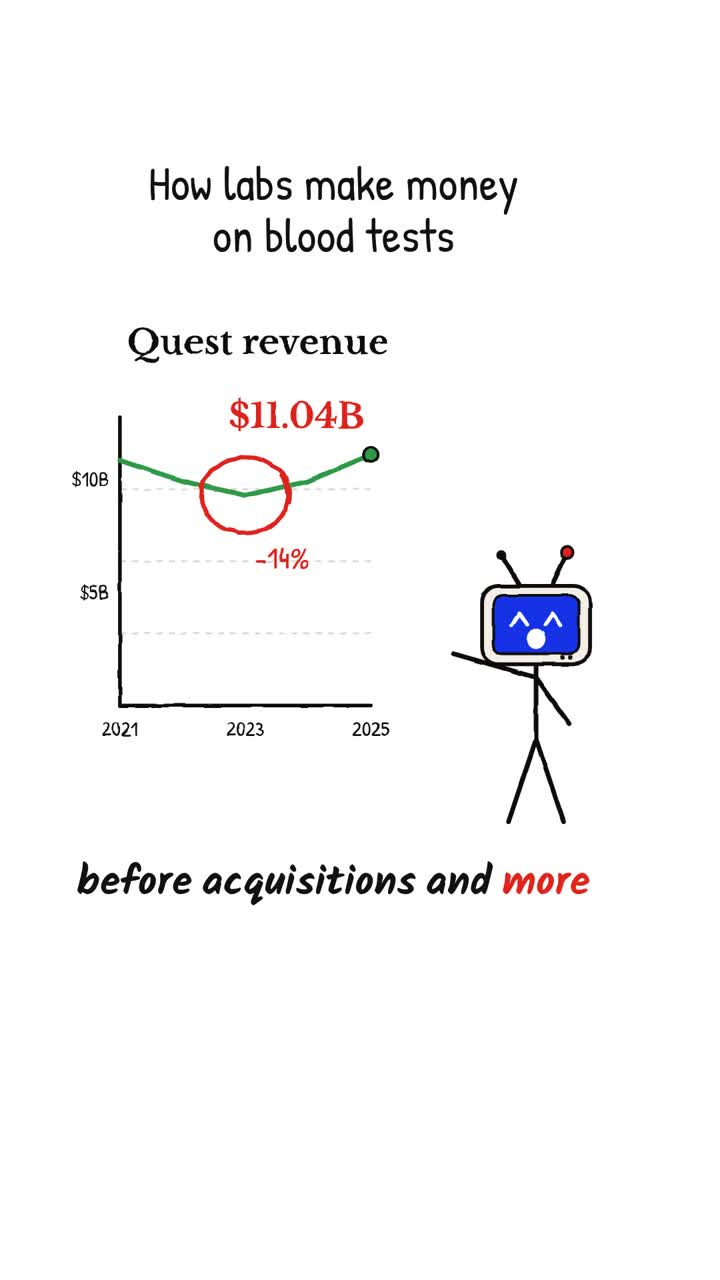 How labs make money
on blood tests
Quest revenue
$11.04B
$10B
-14%
$5B
2021 2023 2025
before acquisitions and more